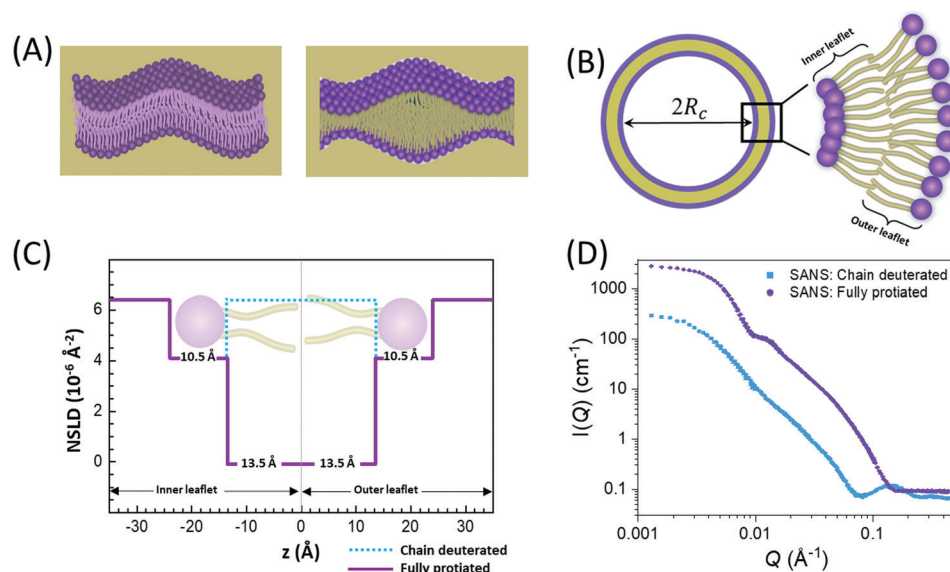 (A)
(B)
Inner leaflet
2R_c
Outer leaflet
(C)
NSLD (10⁻⁶ Å⁻²)
6
4
2
0
10.5 Å
10.5 Å
13.5 Å
13.5 Å
Inner leaflet
Outer leaflet
-30
-20
-10
0
10
20
30
z (Å)
Chain deuterated
Fully protiated
(D)
SANS: Chain deuterated
SANS: Fully protiated
I(Q) (cm⁻¹)
1000
100
10
1
0.1
0.001
0.01
0.1
Q (Å⁻¹)